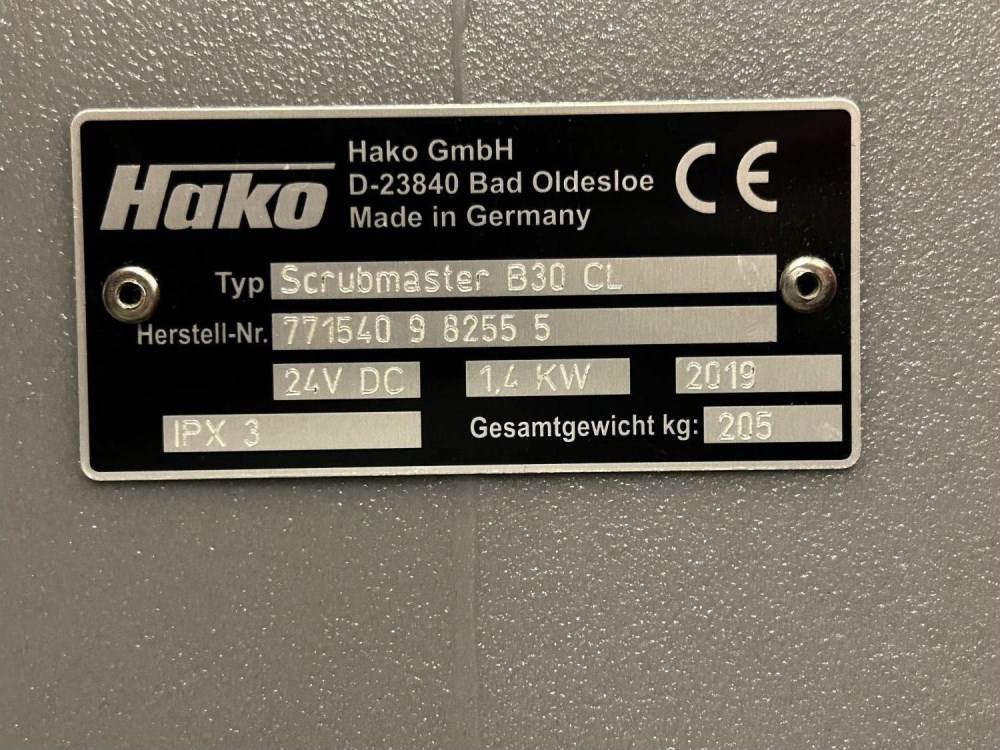 Hako
Hako GmbH
D-23840 Bad Oldesloe
Made in Germany
CE
Typ Scrubmaster B30 CL
Herstell-Nr. 771540 9 8255 5
24V DC 1,4 KW 2019
IPX 3 Gesamtgewicht kg: 205